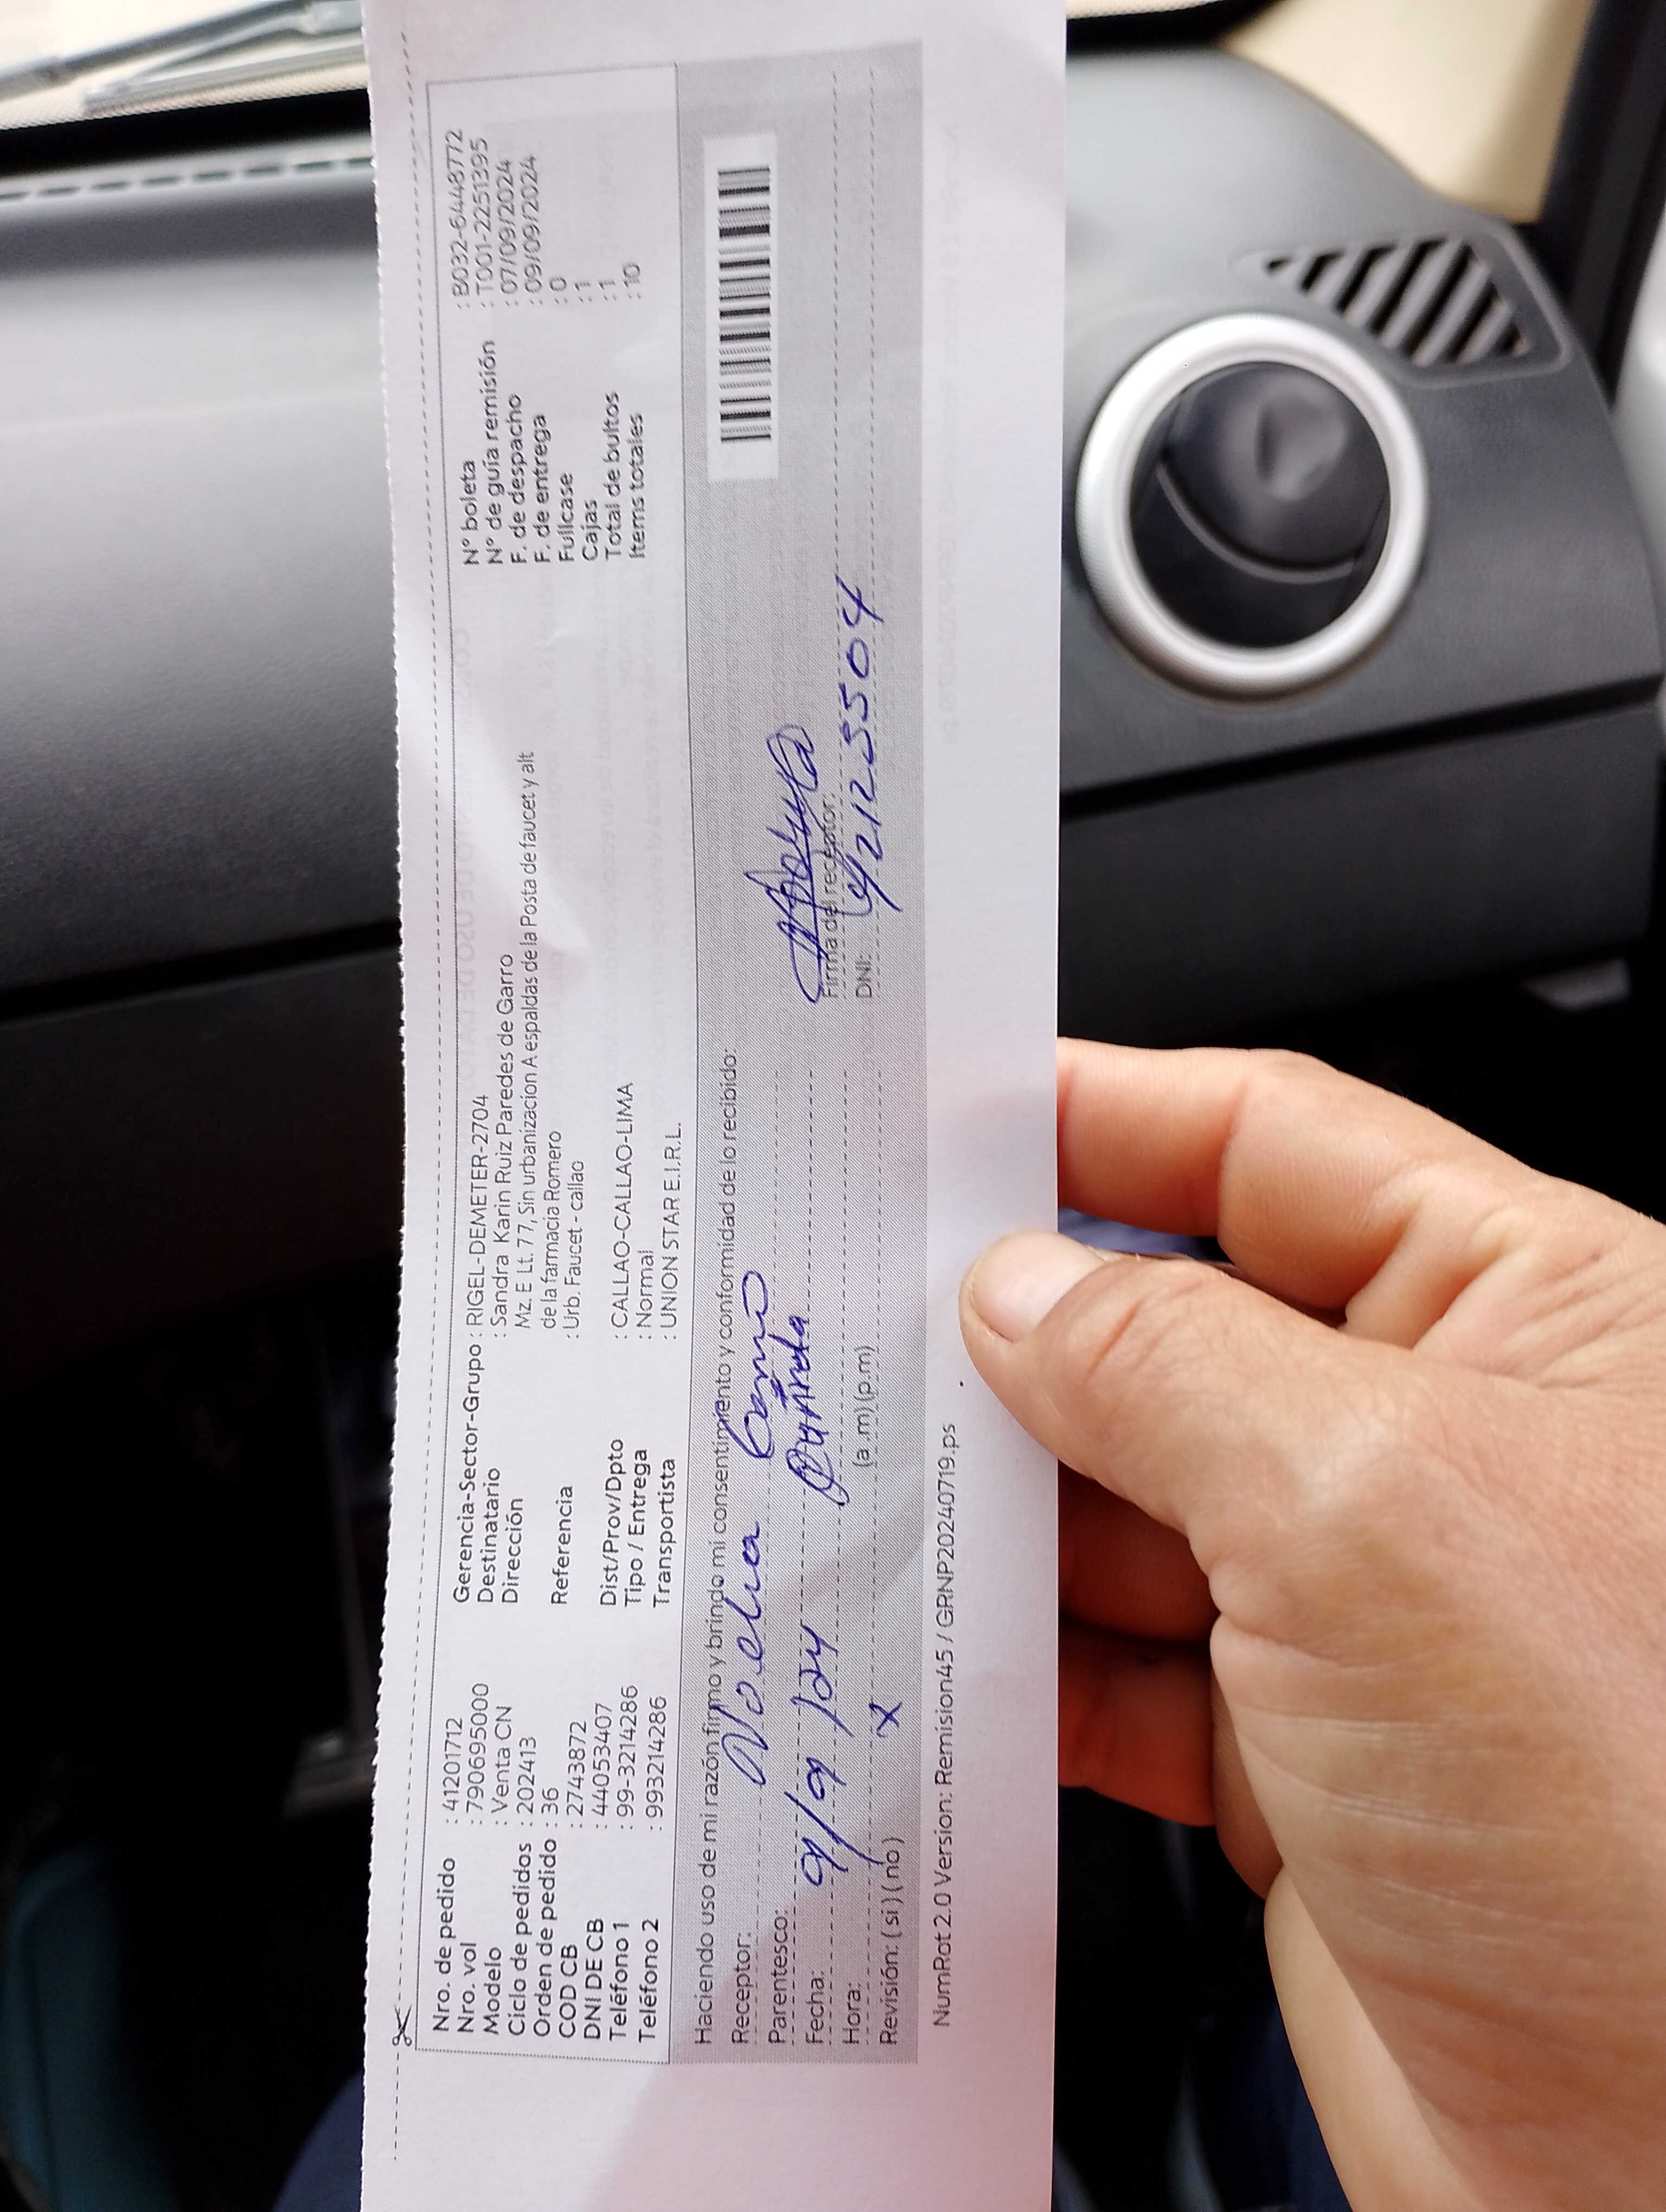 Nro. de pedido : 41201712
Nro. vol : 790695000
Modelo : Venta CN
Ciclo de pedidos : 202413
Orden de pedido : 36
COD CB : 2743872
DNI DE CB : 44053407
Teléfono 1 : 99-3214286
Teléfono 2 : 993214286
Gerencia-Sector-Grupo : RIGEL-DEMETER-2704
Destinatario : Sandra Karin Ruiz Paredes de Garro
Dirección Mz. E Lt. 77, Sin urbanizacion A espaldas de la Posta de faucet y alt
de la farmacia Romero
Referencia : Urb. Faucet - callao
Dist/Prov/Dpto : CALLAO-CALLAO-LIMA
Tipo / Entrega : Normal
Transportista : UNION STAR E.I.R.L.
N° boleta : B032-6448772
N° de guía remisión : T001-2251395
F. de despacho : 07/09/2024
F. de entrega : 09/09/2024
Fullcase : 0
Cajas : 1
Total de bultos : 1
Items totales : 10
Haciendo uso de mi razón firmo y brindo mi consentimiento y conformidad de lo recibido:
Receptor: Noelia
Parentesco:
Fecha: 9/9/24
Hora: (a.m) (p.m)
Revisión: ( si ) ( no ) x
Firma del receptor:
DNI: 42125504
NumRot 2.0 Version: Remision45 / GRNP20240719.ps